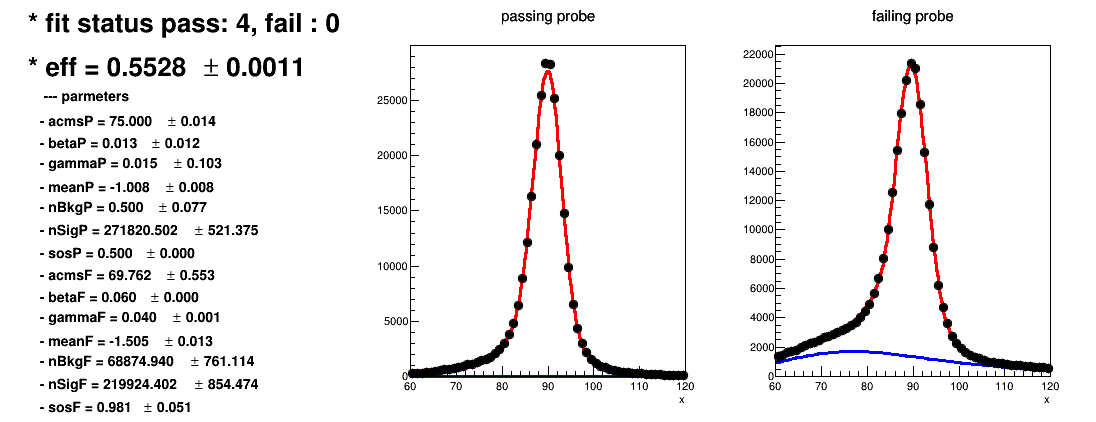 * fit status pass: 4, fail : 0
* eff = 0.5528 ± 0.0011
--- parmeters
- acmsP = 75.000 ± 0.014
- betaP = 0.013 ± 0.012
- gammaP = 0.015 ± 0.103
- meanP = -1.008 ± 0.008
- nBkgP = 0.500 ± 0.077
- nSigP = 271820.502 ± 521.375
- sosP = 0.500 ± 0.000
- acmsF = 69.762 ± 0.553
- betaF = 0.060 ± 0.000
- gammaF = 0.040 ± 0.001
- meanF = -1.505 ± 0.013
- nBkgF = 68874.940 ± 761.114
- nSigF = 219924.402 ± 854.474
- sosF = 0.981 ± 0.051
passing probe
25000
20000
15000
10000
5000
0
60 70 80 90 100 110 120
x
failing probe
22000
20000
18000
16000
14000
12000
10000
8000
6000
4000
2000
0
60 70 80 90 100 110 120
x